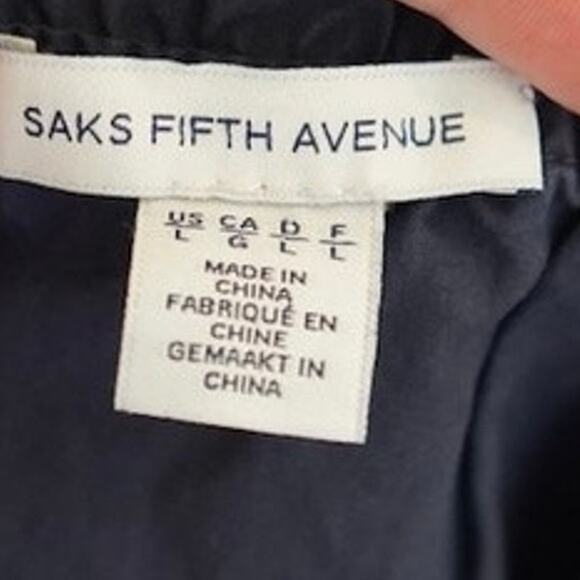 SAKS FIFTH AVENUE
US CA D F
L G L L
MADE IN
CHINA
FABRIQUÉ EN
CHINE
GEMAAKT IN
CHINA